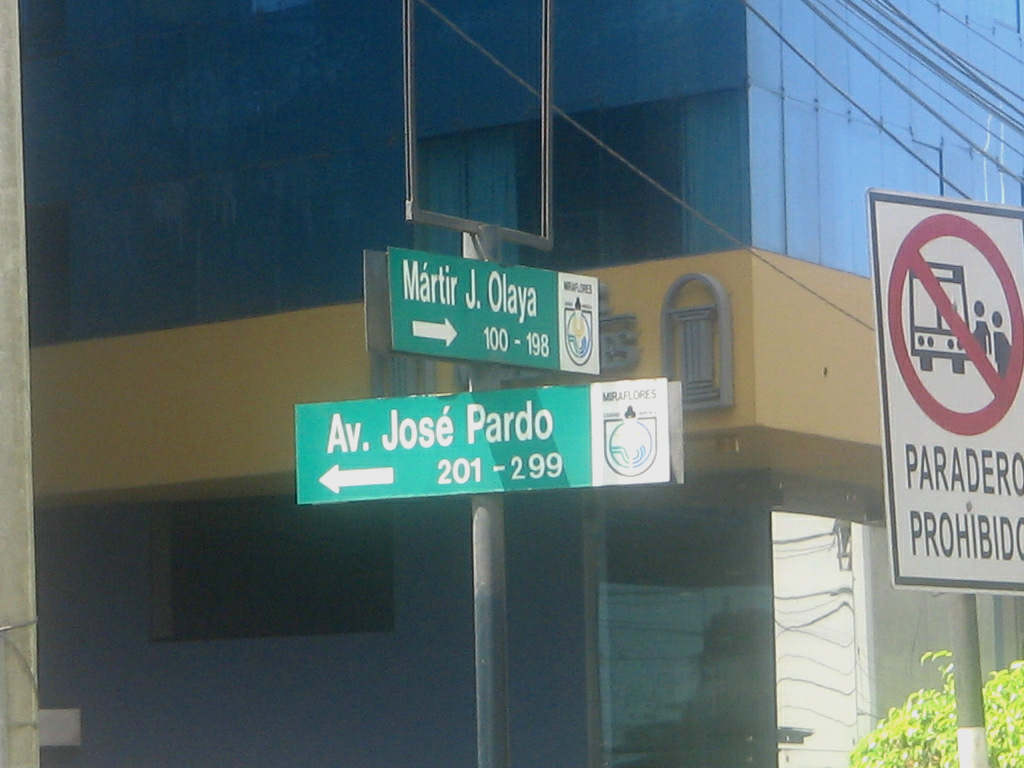 Mártir J. Olaya
100 - 198
MIRAFLORES
Av. José Pardo
201 - 299
MIRAFLORES
PARADERO
PROHIBIDO